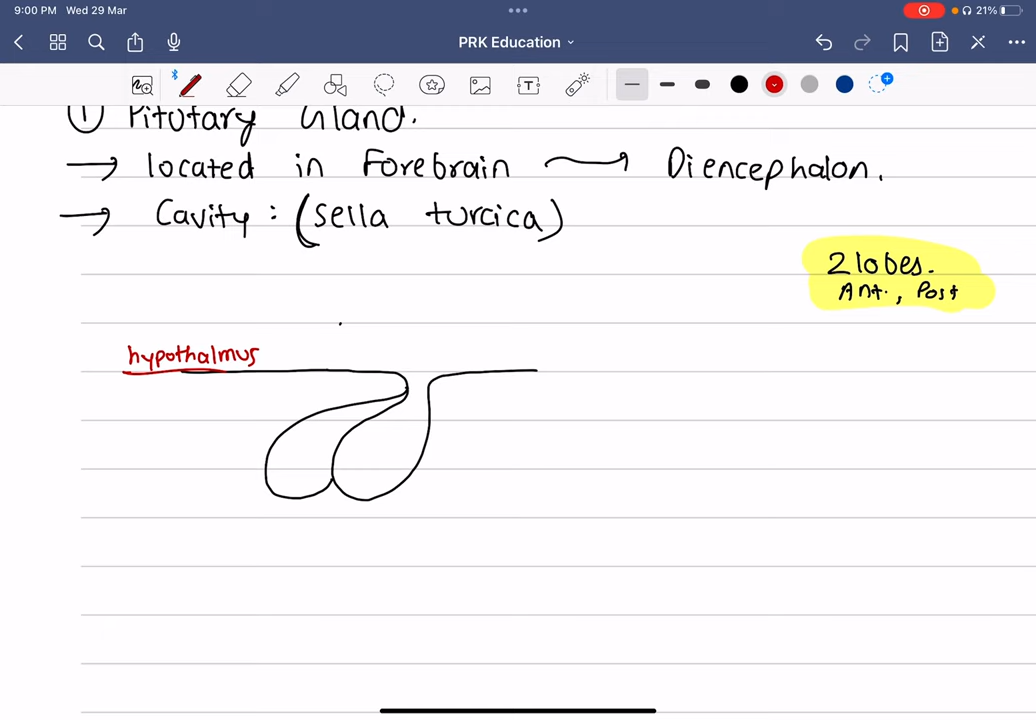 9:00 PM Wed 29 Mar
21%
PRK Education
① Pitutary Gland.
→ located in Forebrain → Diencephalon.
→ Cavity : (Sella turcica)
2 lobes.
Ant. , Post
hypothalmus